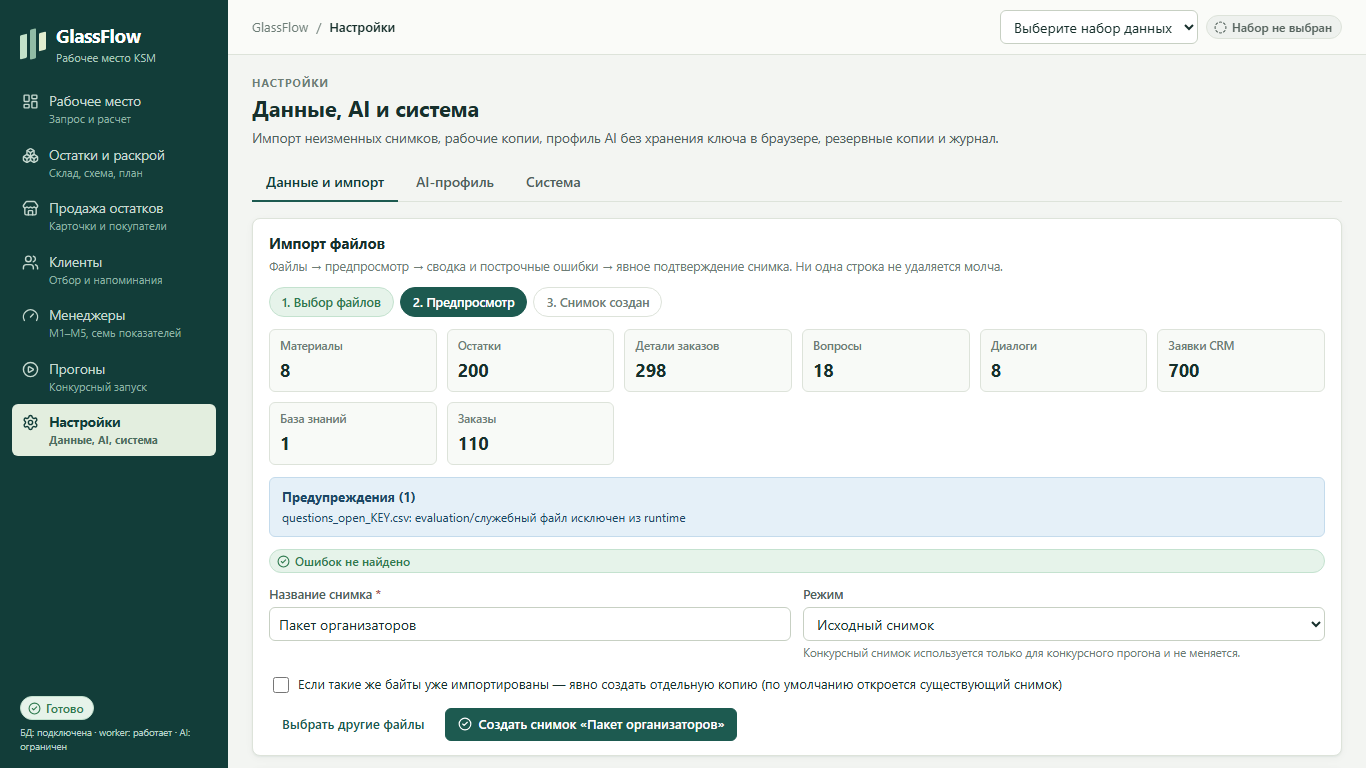 GlassFlow
Рабочее место KSM
Рабочее место
Запрос и расчет
Остатки и раскрой
Склад, схема, план
Продажа остатков
Карточки и покупатели
Клиенты
Отбор и напоминания
Менеджеры
М1–М5, семь показателей
Прогоны
Конкурсный запуск
Настройки
Данные, AI, система
Готово
БД: подключена · worker: работает · AI:
ограничен
GlassFlow / Настройки
Выберите набор данных
Набор не выбран
НАСТРОЙКИ
Данные, AI и система
Импорт неизменных снимков, рабочие копии, профиль AI без хранения ключа в браузере, резервные копии и журнал.
Данные и импорт
AI-профиль
Система
Импорт файлов
Файлы → предпросмотр → сводка и построчные ошибки → явное подтверждение снимка. Ни одна строка не удаляется молча.
1. Выбор файлов
2. Предпросмотр
3. Снимок создан
Материалы
8
Остатки
200
Детали заказов
298
Вопросы
18
Диалоги
8
Заявки CRM
700
База знаний
1
Заказы
110
Предупреждения (1)
questions_open_KEY.csv: evaluation/служебный файл исключен из runtime
Ошибок не найдено
Название снимка *
Пакет организаторов
Режим
Исходный снимок
Конкурсный снимок используется только для конкурсного прогона и не меняется.
Если такие же байты уже импортированы — явно создать отдельную копию (по умолчанию откроется существующий снимок)
Выбрать другие файлы
Создать снимок «Пакет организаторов»